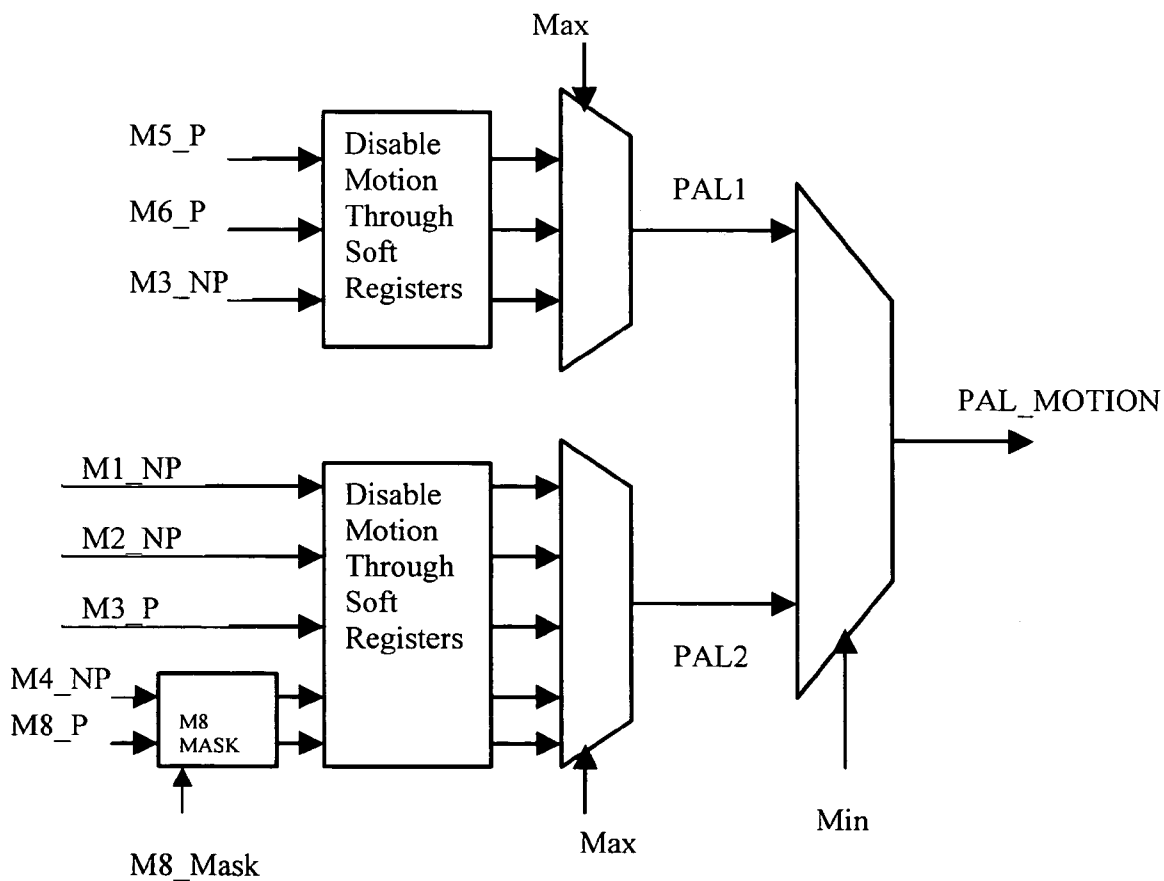 Max
M5_P
M6_P
M3_NP
Disable
Motion
Through
Soft
Registers
PAL1
PAL_MOTION
M1_NP
M2_NP
M3_P
M4_NP
M8_P
M8
MASK
M8_Mask
Disable
Motion
Through
Soft
Registers
PAL2
Max
Min